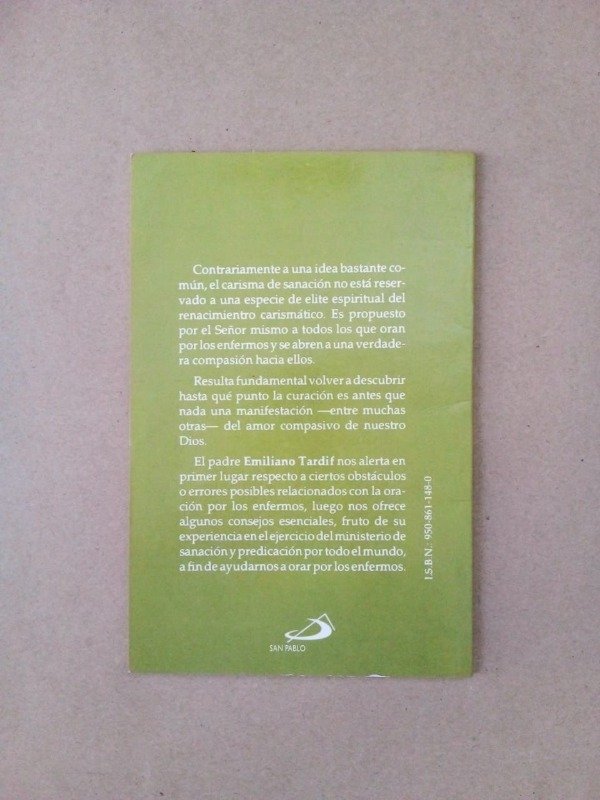 Contrariamente a una idea bastante co-
mún, el carisma de sanación no está reser-
vado a una especie de elite espiritual del
renacimientro carismático. Es propuesto
por el Señor mismo a todos los que oran
por los enfermos y se abren a una verdade-
ra compasión hacia ellos.
Resulta fundamental volver a descubrir
hasta qué punto la curación es antes que
nada una manifestación —entre muchas
otras— del amor compasivo de nuestro
Dios.
El padre Emiliano Tardif nos alerta en
primer lugar respecto a ciertos obstáculos
o errores posibles relacionados con la ora-
ción por los enfermos, luego nos ofrece
algunos consejos esenciales, fruto de su
experiencia en el ejercicio del ministerio de
sanación y predicación por todo el mundo,
a fin de ayudarnos a orar por los enfermos.
I.S.B.N.: 950-861-148-0
SAN PABLO